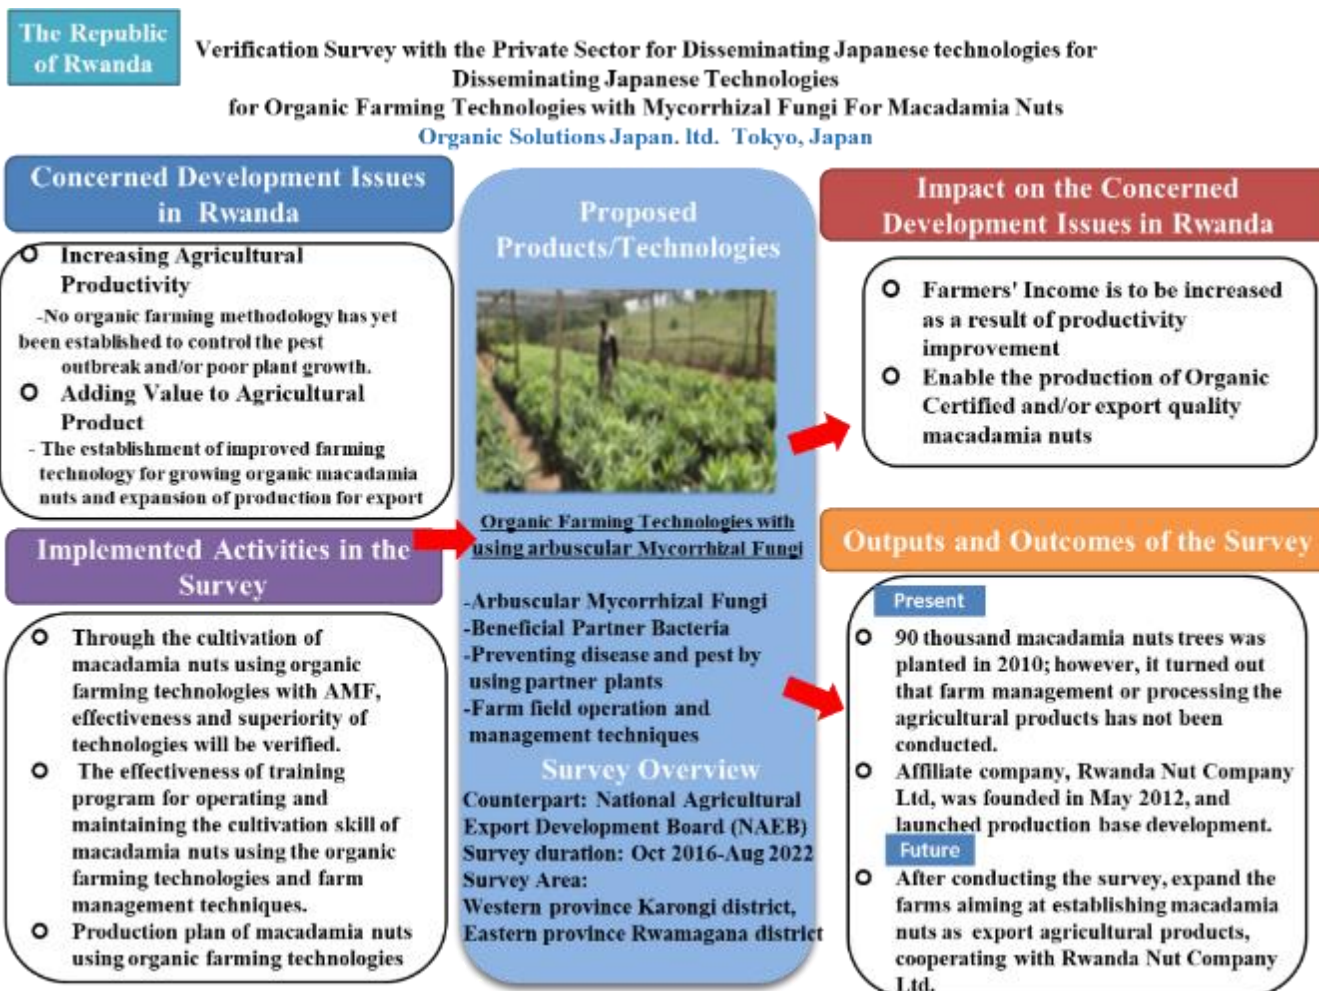 The Republic
of Rwanda
Verification Survey with the Private Sector for Disseminating Japanese technologies for
Disseminating Japanese Technologies
for Organic Farming Technologies with Mycorrhizal Fungi For Macadamia Nuts
Organic Solutions Japan. ltd. Tokyo, Japan
Concerned Development Issues
in Rwanda
Increasing Agricultural
Productivity
-No organic farming methodology has yet
been established to control the pest
outbreak and/or poor plant growth.
Adding Value to Agricultural
Product
- The establishment of improved farming
technology for growing organic macadamia
nuts and expansion of production for export
Implemented Activities in the
Survey
Through the cultivation of
macadamia nuts using organic
farming technologies with AMF,
effectiveness and superiority of
technologies will be verified.
The effectiveness of training
program for operating and
maintaining the cultivation skill of
macadamia nuts using the organic
farming technologies and farm
management techniques.
Production plan of macadamia nuts
using organic farming technologies
Proposed
Products/Technologies
Organic Farming Technologies with
using arbuscular Mycorrhizal Fungi
-Arbuscular Mycorrhizal Fungi
-Beneficial Partner Bacteria
-Preventing disease and pest by
using partner plants
-Farm field operation and
management techniques
Survey Overview
Counterpart: National Agricultural
Export Development Board (NAEB)
Survey duration: Oct 2016-Aug 2022
Survey Area:
Western province Karongi district,
Eastern province Rwamagana district
Impact on the Concerned
Development Issues in Rwanda
Farmers' Income is to be increased
as a result of productivity
improvement
Enable the production of Organic
Certified and/or export quality
macadamia nuts
Outputs and Outcomes of the Survey
Present
90 thousand macadamia nuts trees was
planted in 2010; however, it turned out
that farm management or processing the
agricultural products has not been
conducted.
Affiliate company, Rwanda Nut Company
Ltd, was founded in May 2012, and
launched production base development.
Future
After conducting the survey, expand the
farms aiming at establishing macadamia
nuts as export agricultural products,
cooperating with Rwanda Nut Company
Ltd.